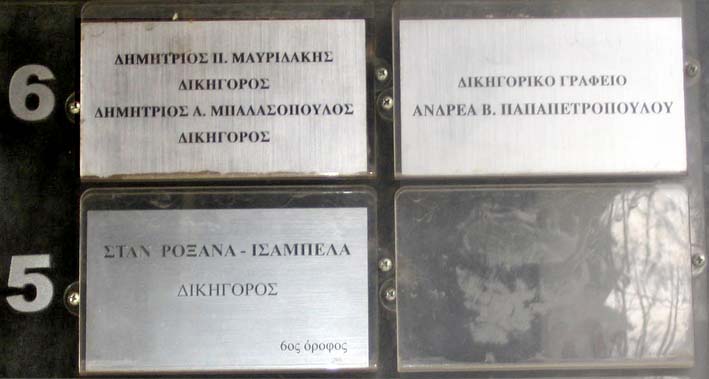 6
ΔΗΜΗΤΡΙΟΣ Π. ΜΑΥΡΙΔΑΚΗΣ
ΔΙΚΗΓΟΡΟΣ
ΔΗΜΗΤΡΙΟΣ Α. ΜΠΑΛΑΣΟΠΟΥΛΟΣ
ΔΙΚΗΓΟΡΟΣ
ΔΙΚΗΓΟΡΙΚΟ ΓΡΑΦΕΙΟ
ΑΝΔΡΕΑ Β. ΠΑΠΑΠΕΤΡΟΠΟΥΛΟΥ
5
ΣΤΑΝ ΡΟΞΑΝΑ - ΙΣΑΜΠΕΛΑ
ΔΙΚΗΓΟΡΟΣ
6ος όροφος